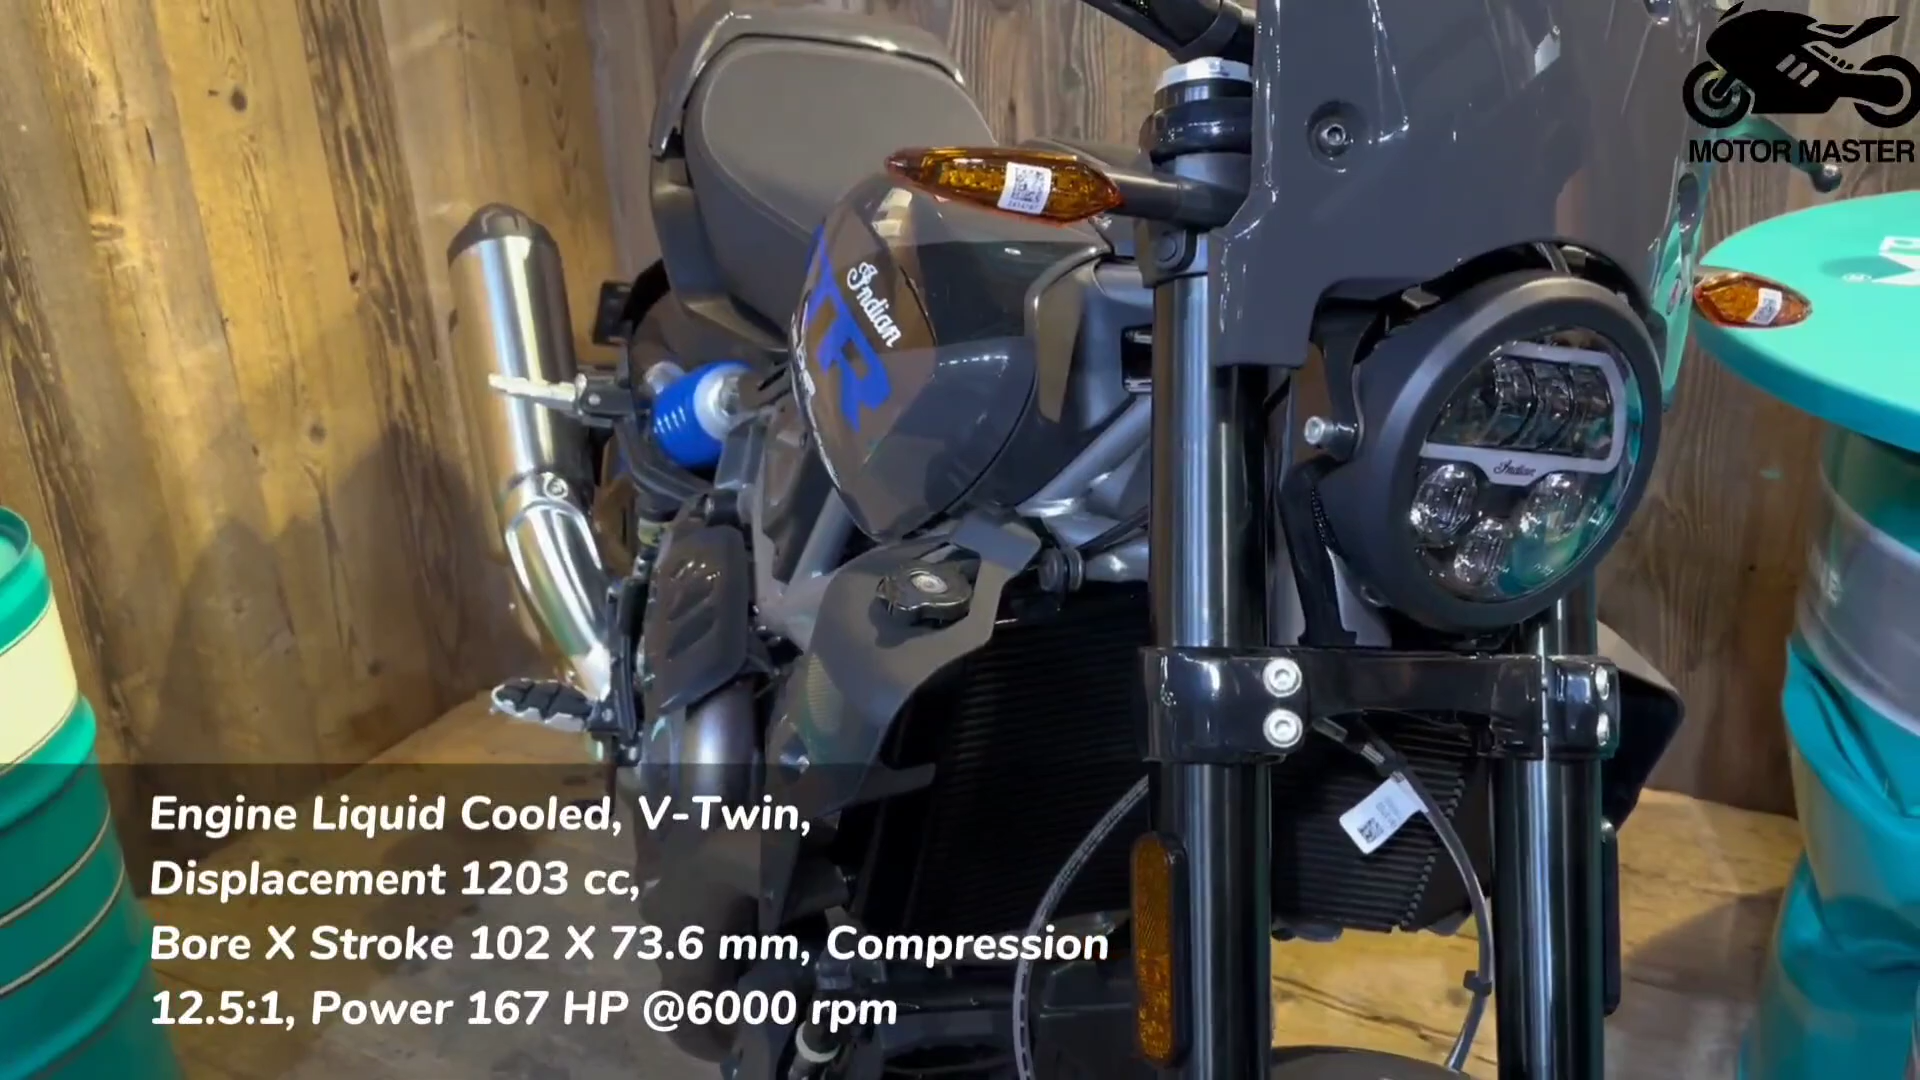 MOTOR MASTER
Indian
FTR
Indian
Engine Liquid Cooled, V-Twin,
Displacement 1203 cc,
Bore X Stroke 102 X 73.6 mm, Compression
12.5:1, Power 167 HP @6000 rpm